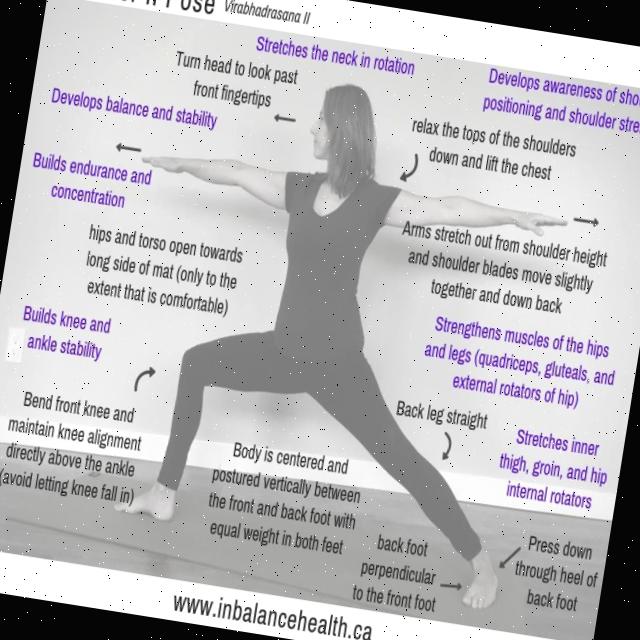 Pose Virabhadrasana II
Stretches the neck in rotation
Turn head to look past
front fingertips
Develops awareness of
positioning and shoulder
Develops balance and stability
relax the tops of the shoulders
down and lift the chest
Builds endurance and
concentration
Arms stretch out from shoulder height
and shoulder blades move slightly
together and down back
hips and torso open towards
long side of mat (only to the
extent that is comfortable)
Builds knee and
ankle stability
Strengthens muscles of the hips
and legs (quadriceps, gluteals, and
external rotators of hip)
Bend front knee and
maintain knee alignment
directly above the ankle
(avoid letting knee fall in)
Back leg straight
Stretches inner
thigh, groin, and hip
internal rotators
Body is centered and
postured vertically between
the front and back foot with
equal weight in both feet
back foot
perpendicular
to the front foot
Press down
through heel of
back foot
www.inbalancehealth.ca